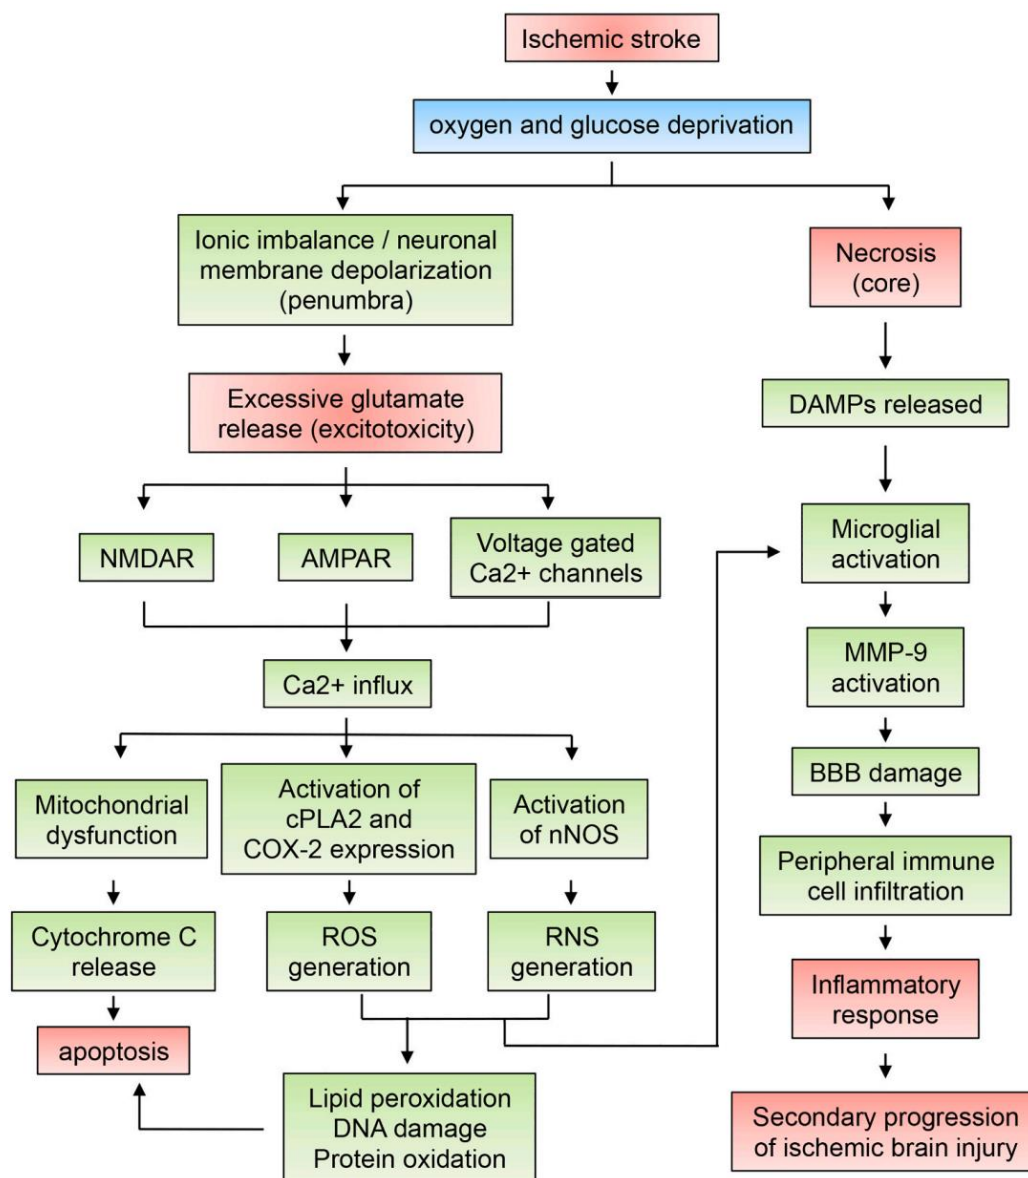 Ischemic stroke
oxygen and glucose deprivation
Ionic imbalance / neuronal
membrane depolarization
(penumbra)
Necrosis
(core)
Excessive glutamate
release (excitotoxicity)
DAMPs released
NMDAR
AMPAR
Voltage gated
Ca2+ channels
Microglial
activation
Ca2+ influx
MMP-9
activation
Mitochondrial
dysfunction
Activation of
cPLA2 and
COX-2 expression
Activation
of nNOS
BBB damage
Peripheral immune
cell infiltration
Cytochrome C
release
ROS
generation
RNS
generation
Inflammatory
response
apoptosis
Lipid peroxidation
DNA damage
Protein oxidation
Secondary progression
of ischemic brain injury